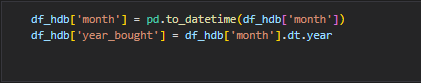 df_hdb['month'] = pd.to_datetime(df_hdb['month'])
df_hdb['year_bought'] = df_hdb['month'].dt.year